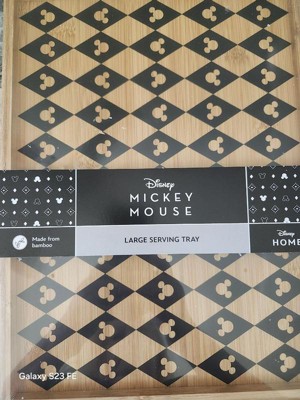 Disney
MICKEY
MOUSE
Made from
bamboo
LARGE SERVING TRAY
Disney
HOME
Galaxy S23 FE